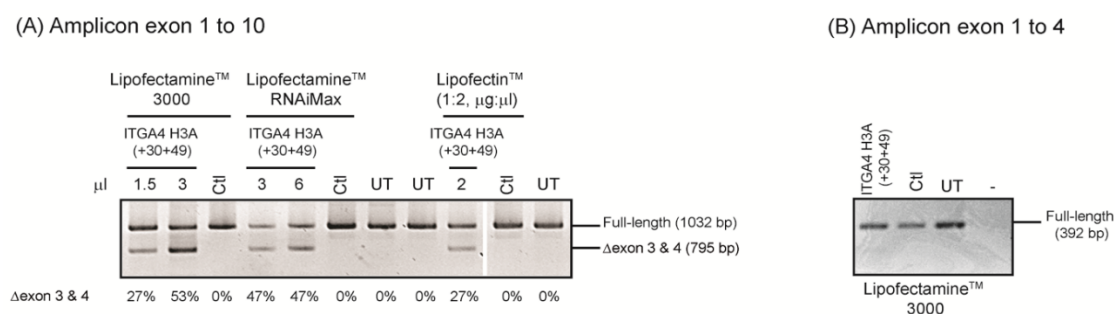 (A) Amplicon exon 1 to 10
Lipofectamine™
3000
Lipofectamine™
RNAiMax
Lipofectin™
(1:2, μg:μl)
ITGA4 H3A
(+30+49)
ITGA4 H3A
(+30+49)
ITGA4 H3A
(+30+49)
μl 1.5 3 Ctl 3 6 Ctl UT UT 2 Ctl UT
Full-length (1032 bp)
Δexon 3 & 4 (795 bp)
Δexon 3 & 4 27% 53% 0% 47% 47% 0% 0% 0% 27% 0% 0%
(B) Amplicon exon 1 to 4
ITGA4 H3A
(+30+49)
Ctl
UT
-
Full-length
(392 bp)
Lipofectamine™
3000